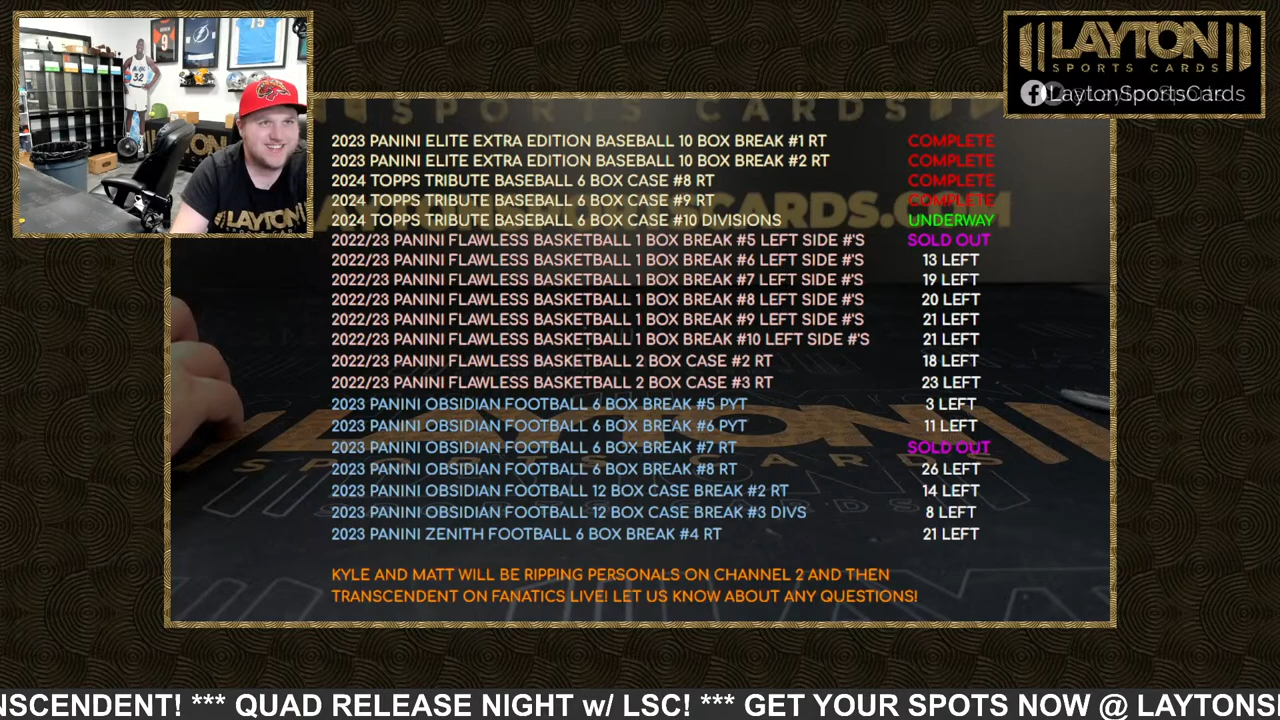 LAYTON
SPORTS CARDS
LaytonSportsCards
SPORTS CARDS
2023 PANINI ELITE EXTRA EDITION BASEBALL 10 BOX BREAK #1 RT COMPLETE
2023 PANINI ELITE EXTRA EDITION BASEBALL 10 BOX BREAK #2 RT COMPLETE
2024 TOPPS TRIBUTE BASEBALL 6 BOX CASE #8 RT COMPLETE
2024 TOPPS TRIBUTE BASEBALL 6 BOX CASE #9 RT COMPLETE
2024 TOPPS TRIBUTE BASEBALL 6 BOX CASE #10 DIVISIONS UNDERWAY
2022/23 PANINI FLAWLESS BASKETBALL 1 BOX BREAK #5 LEFT SIDE #'S SOLD OUT
2022/23 PANINI FLAWLESS BASKETBALL 1 BOX BREAK #6 LEFT SIDE #'S 13 LEFT
2022/23 PANINI FLAWLESS BASKETBALL 1 BOX BREAK #7 LEFT SIDE #'S 19 LEFT
2022/23 PANINI FLAWLESS BASKETBALL 1 BOX BREAK #8 LEFT SIDE #'S 20 LEFT
2022/23 PANINI FLAWLESS BASKETBALL 1 BOX BREAK #9 LEFT SIDE #'S 21 LEFT
2022/23 PANINI FLAWLESS BASKETBALL 1 BOX BREAK #10 LEFT SIDE #'S 21 LEFT
2022/23 PANINI FLAWLESS BASKETBALL 2 BOX CASE #2 RT 18 LEFT
2022/23 PANINI FLAWLESS BASKETBALL 2 BOX CASE #3 RT 23 LEFT
2023 PANINI OBSIDIAN FOOTBALL 6 BOX BREAK #5 PYT 3 LEFT
2023 PANINI OBSIDIAN FOOTBALL 6 BOX BREAK #6 PYT 11 LEFT
2023 PANINI OBSIDIAN FOOTBALL 6 BOX BREAK #7 RT SOLD OUT
2023 PANINI OBSIDIAN FOOTBALL 6 BOX BREAK #8 RT 26 LEFT
2023 PANINI OBSIDIAN FOOTBALL 12 BOX CASE BREAK #2 RT 14 LEFT
2023 PANINI OBSIDIAN FOOTBALL 12 BOX CASE BREAK #3 DIVS 8 LEFT
2023 PANINI ZENITH FOOTBALL 6 BOX BREAK #4 RT 21 LEFT
KYLE AND MATT WILL BE RIPPING PERSONALS ON CHANNEL 2 AND THEN
TRANSCENDENT ON FANATICS LIVE! LET US KNOW ABOUT ANY QUESTIONS!
NSCENDENT! *** QUAD RELEASE NIGHT w/ LSC! *** GET YOUR SPOTS NOW @ LAYTONS